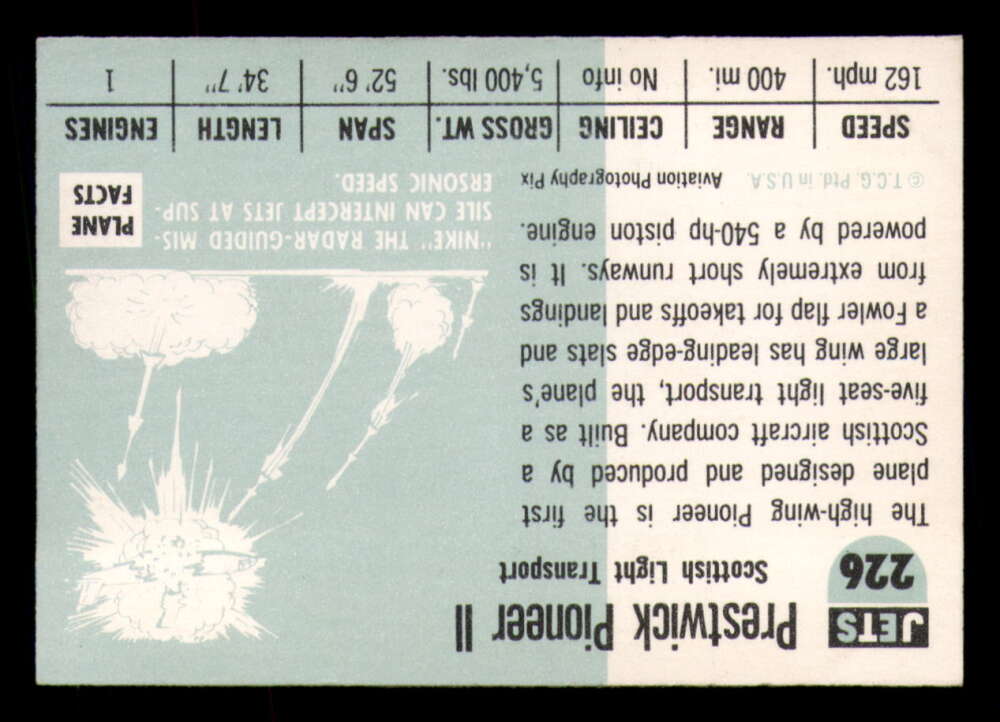 JETS
226
Prestwick Pioneer II
Scottish Light Transport
The high-wing Pioneer is the first
plane designed and produced by a
Scottish aircraft company. Built as a
five-seat light transport, the plane's
large wing has leading-edge slats and
a Fowler flap for takeoffs and landings
from extremely short runways. It is
powered by a 540-hp piston engine.
© T.C.G. Ptd. in U.S.A. Aviation Photography Pix
"NIKE" THE RADAR-GUIDED MIS-
SILE CAN INTERCEPT JETS AT SUP-
ERSONIC SPEED.
PLANE
FACTS
SPEED RANGE CEILING GROSS WT. SPAN LENGTH ENGINES
162 mph. 400 mi. No info 5,400 lbs. 52'6" 34'7" 1